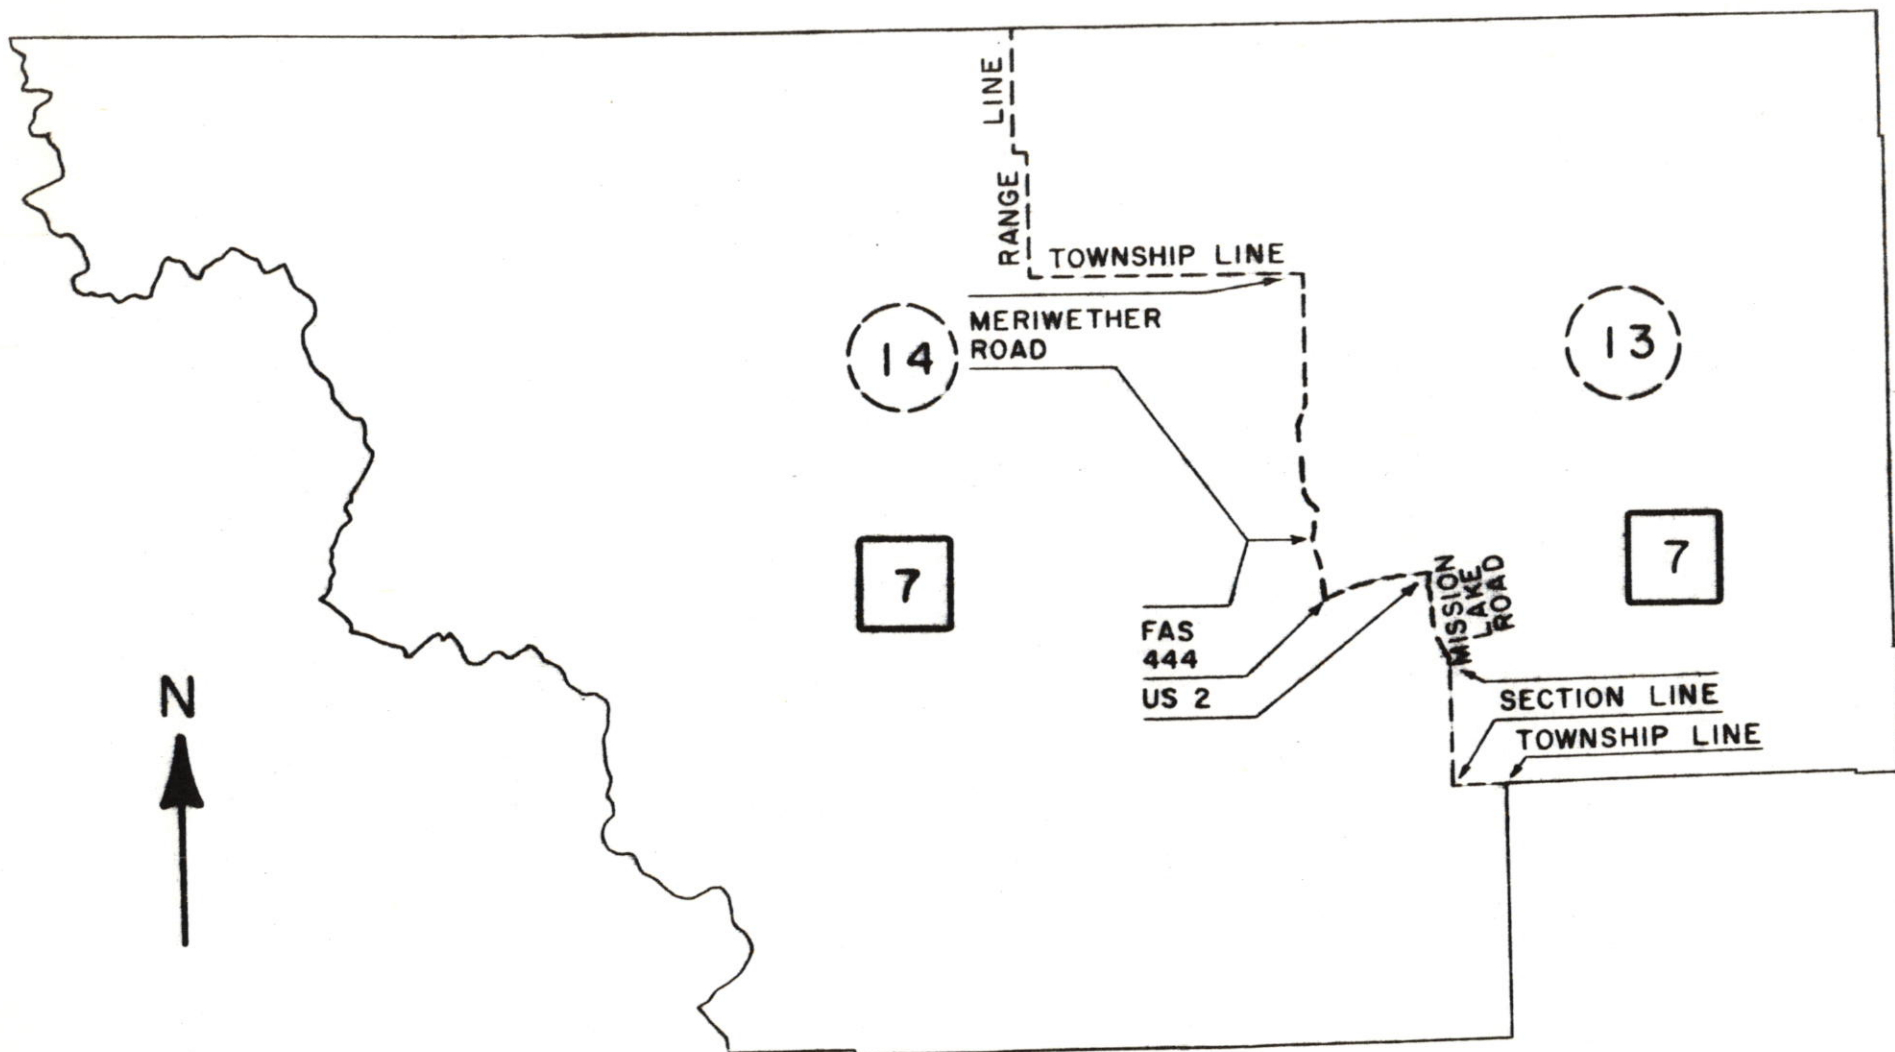 RANGE LINE
TOWNSHIP LINE
MERIWETHER
ROAD
14
13
7
7
MISSION
LAKE
ROAD
FAS
444
US 2
SECTION LINE
TOWNSHIP LINE
N